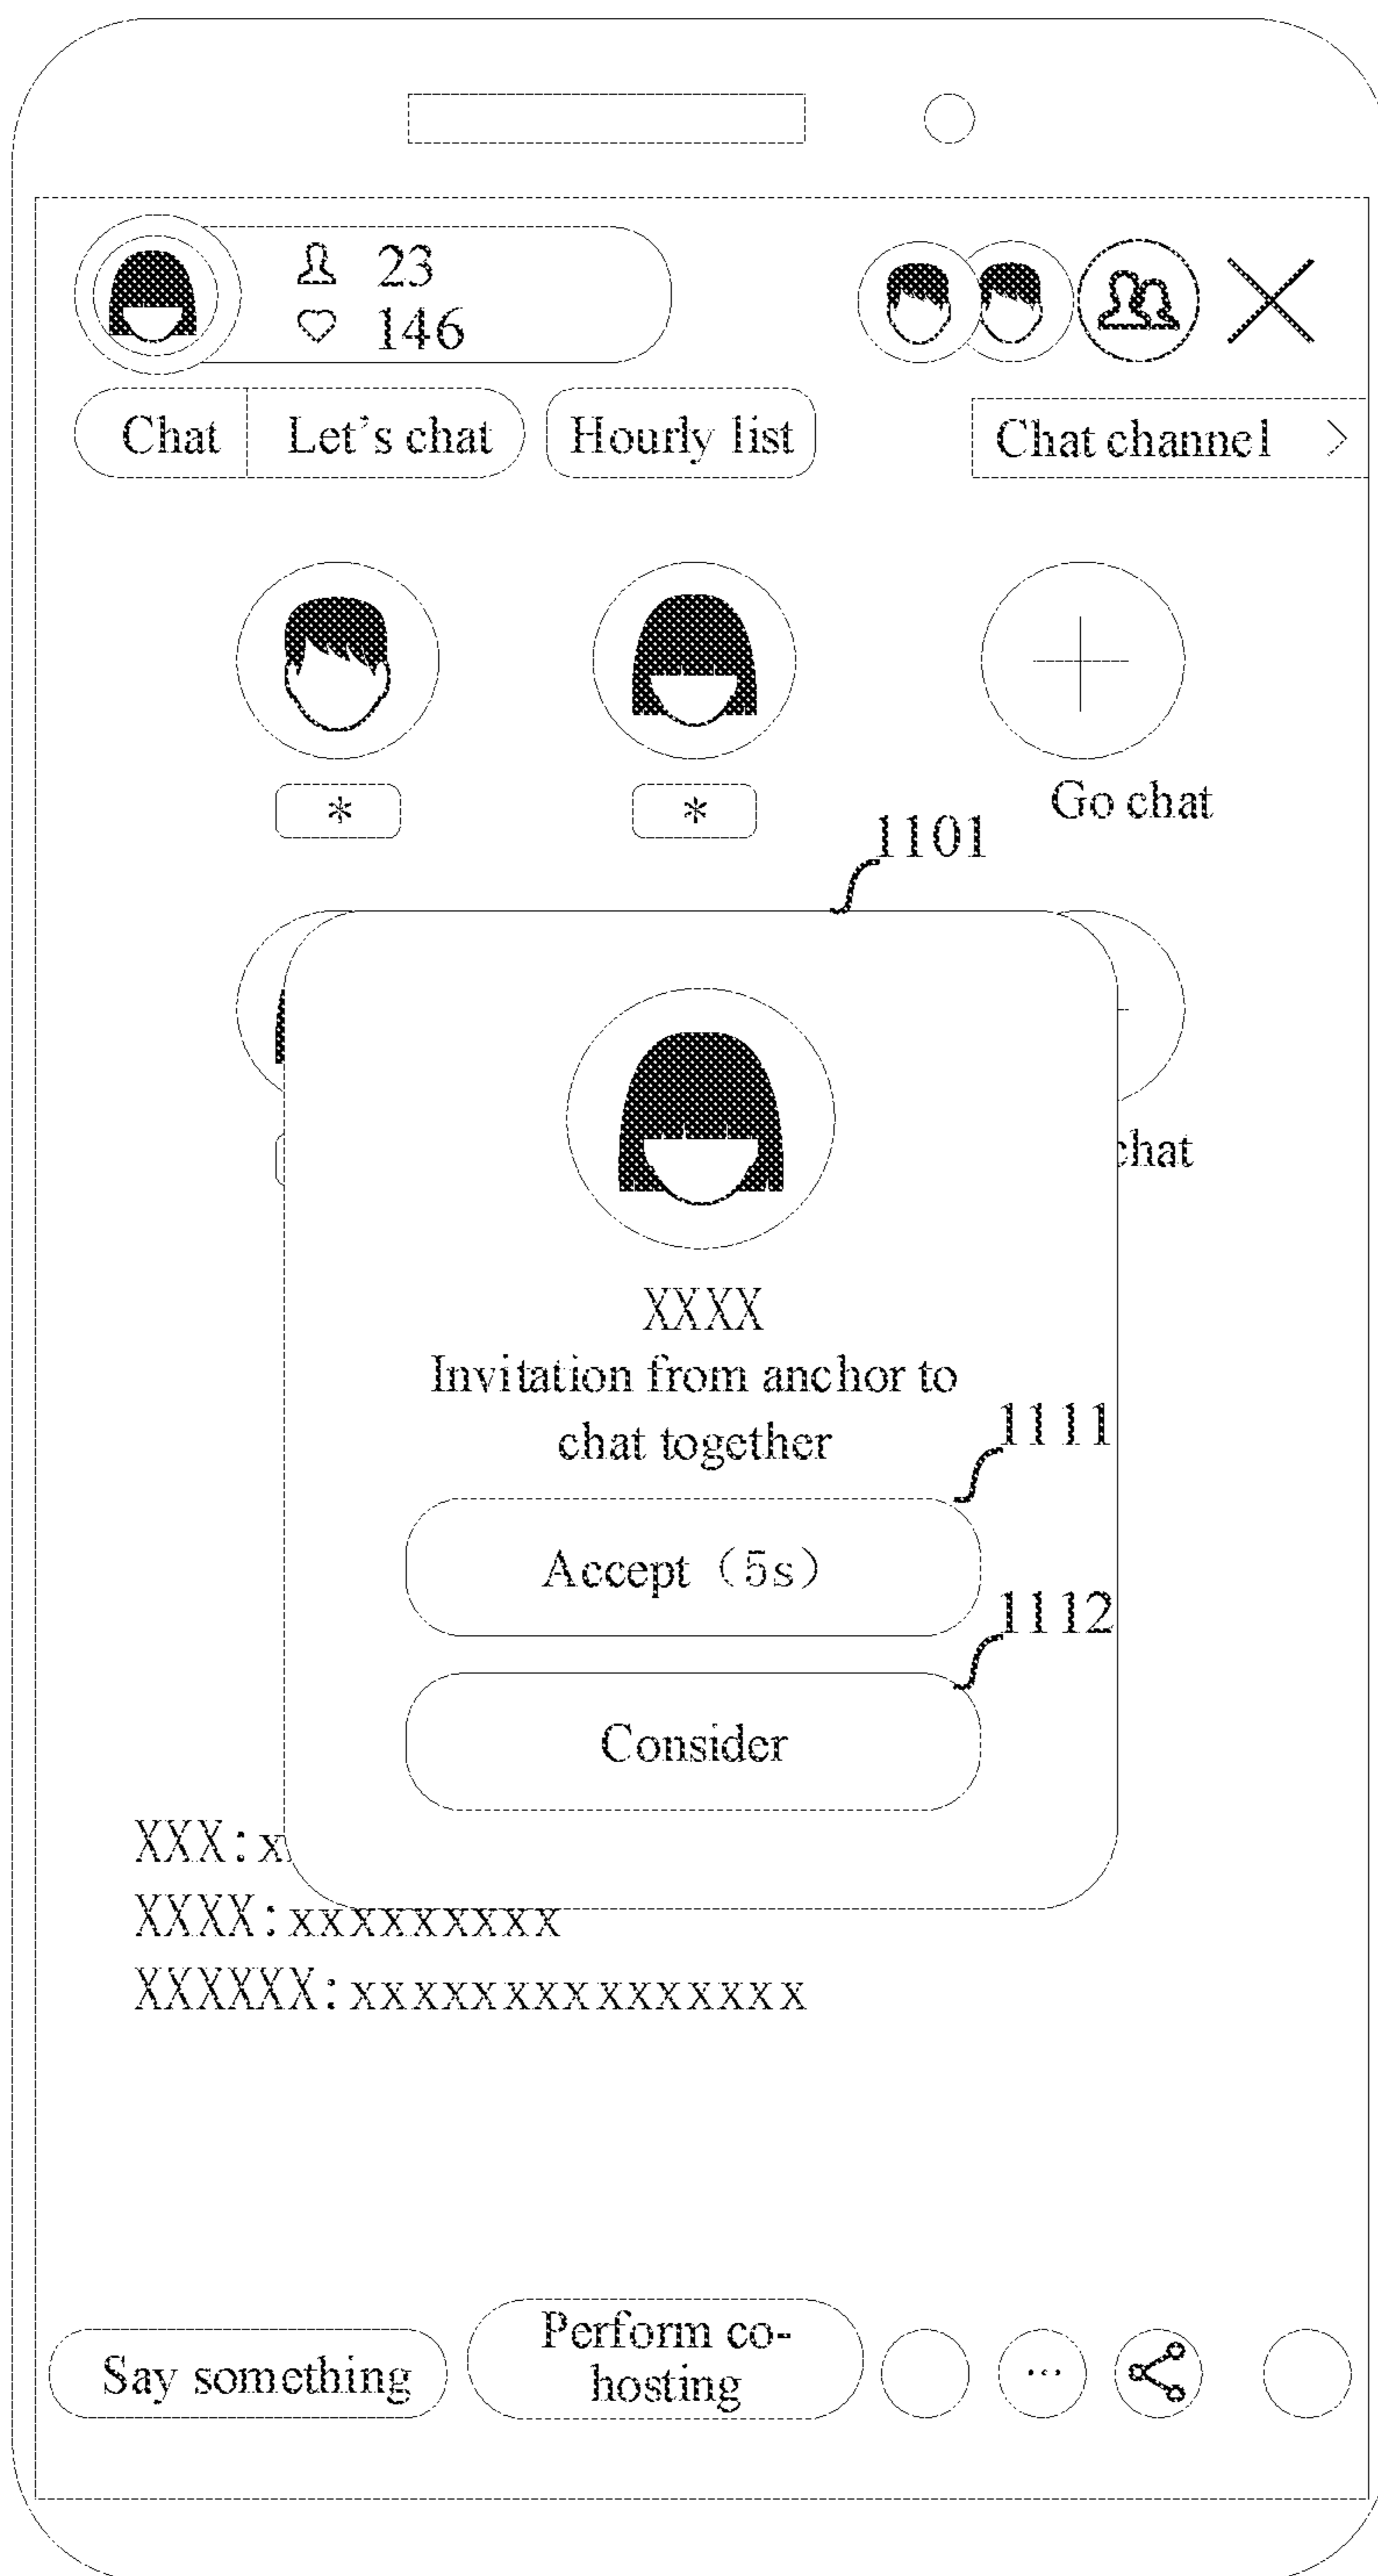 23
146
Chat Let's chat Hourly list Chat channel
* * Go chat
1101
chat
XXXX
Invitation from anchor to
chat together
1111
Accept（5s）
1112
Consider
XXX:x
XXXX:xxxxxxxxx
XXXXXX:xxxxxxxxxxxxxxx
Say something
Perform co-
hosting
...